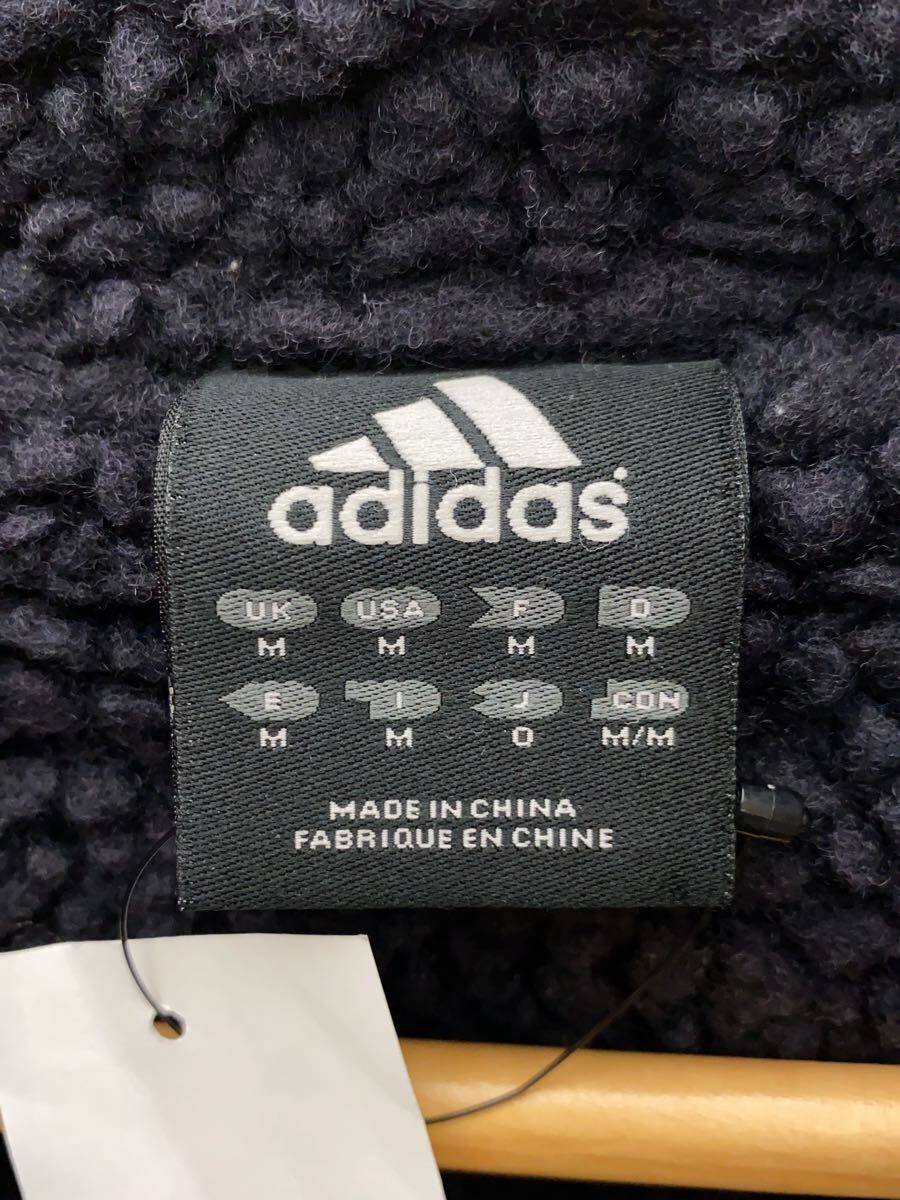 adidas
UK USA F D
M M M M
E I J CON
M M O M/M
MADE IN CHINA
FABRIQUE EN CHINE